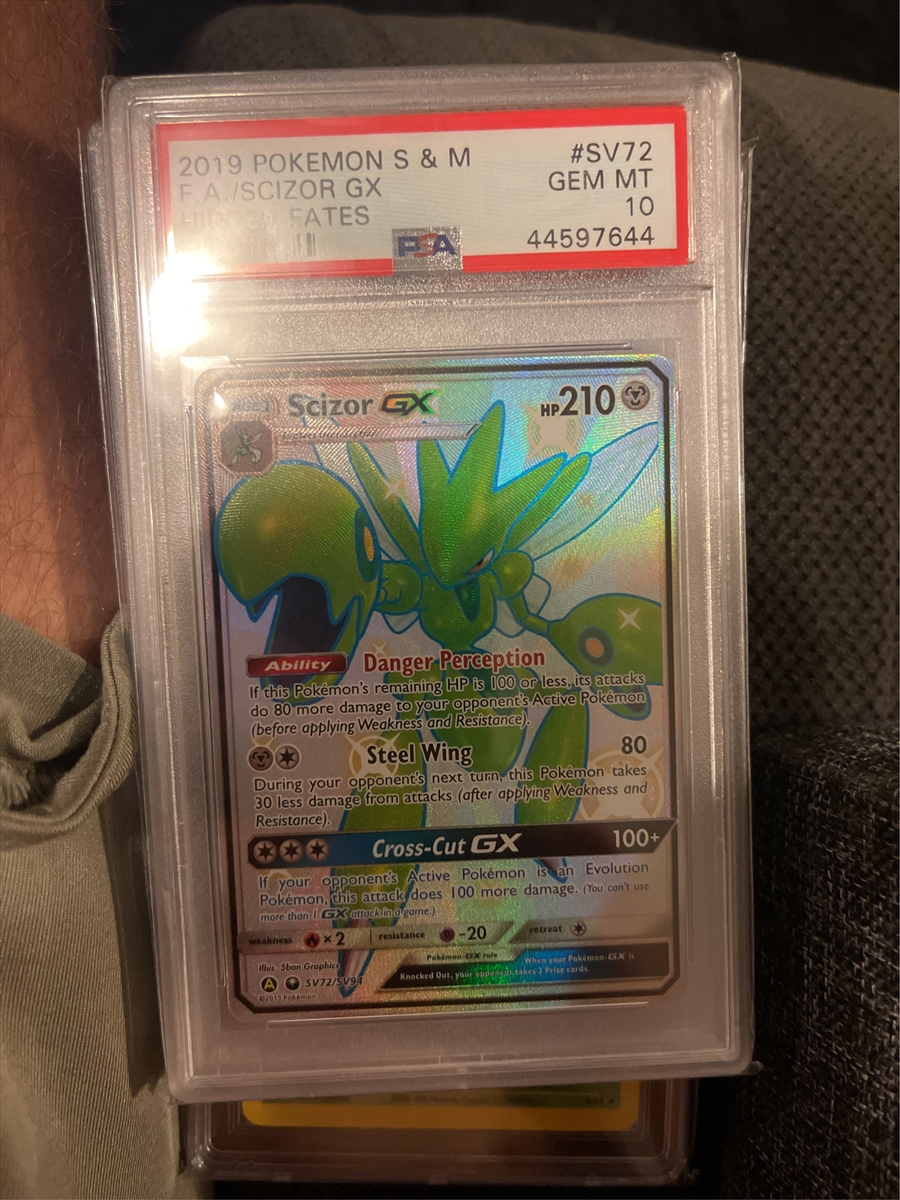 2019 POKEMON S & M #SV72
F.A./SCIZOR GX GEM MT
HIDDEN FATES 10
PSA 44597644
Scizor GX HP210
Ability Danger Perception
If this Pokémon's remaining HP is 100 or less, its attacks
do 80 more damage to your opponent's Active Pokémon
(before applying Weakness and Resistance).
Steel Wing 80
During your opponent's next turn, this Pokémon takes
30 less damage from attacks (after applying Weakness and
Resistance).
Cross-Cut GX 100+
If your opponent's Active Pokémon is an Evolution
Pokémon, this attack does 100 more damage. (You can't use
more than 1 GX attack in a game.)
weakness ×2 resistance -20 retreat
Pokémon-GX rule When your Pokémon-GX is
Knocked Out, your opponent takes 2 Prize cards.
Illus. 5ban Graphics
A SV72/SV94
©2019 Pokémon